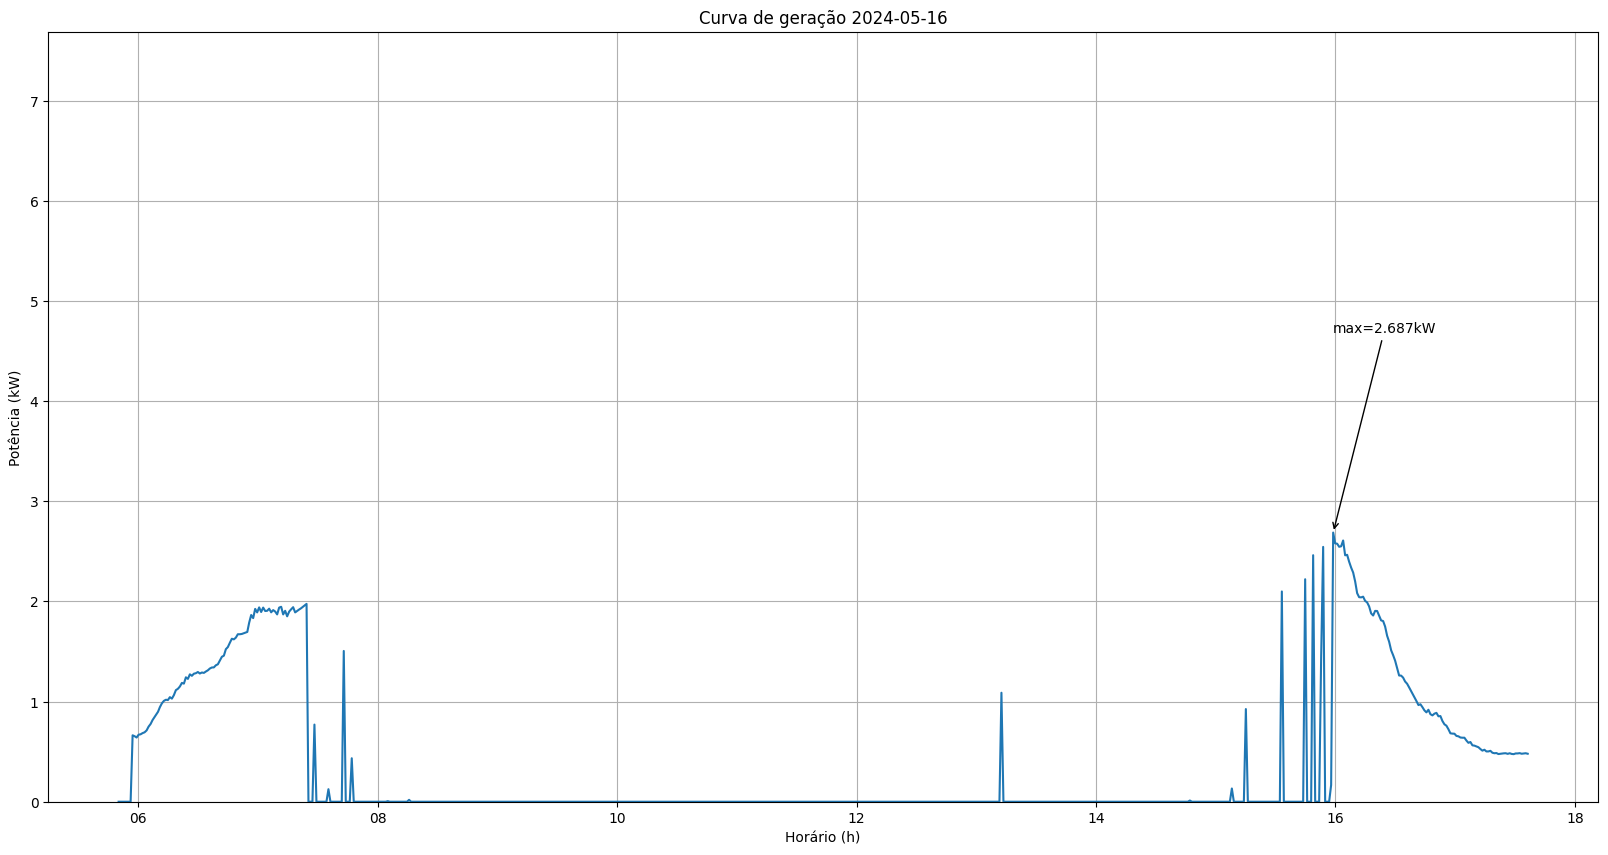 Curva de geração 2024-05-16
7
6
5
4
3
2
1
0
Potência (kW)
max=2.687kW
06 08 10 12 14 16 18
Horário (h)